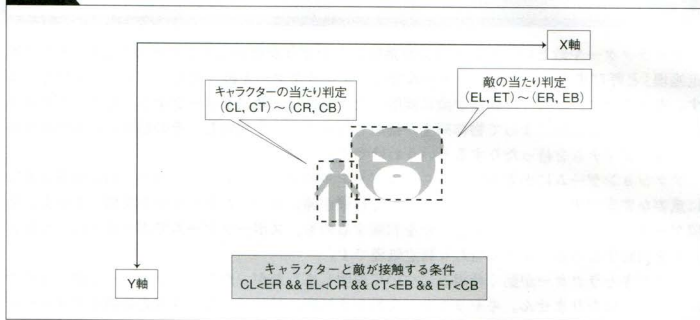 X軸
キャラクターの当たり判定
(CL, CT)～(CR, CB)
敵の当たり判定
(EL, ET)～(ER, EB)
キャラクターと敵が接触する条件
CL<ER && EL<CR && CT<EB && ET<CB
Y軸